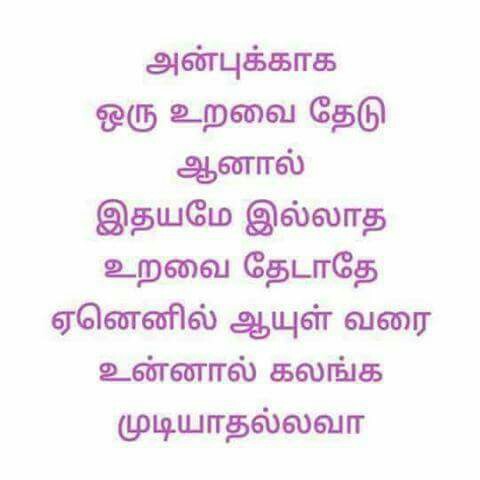 அன்புக்காக
ஒரு உறவை தேடு
ஆனால்
இதயமே இல்லாத
உறவை தேடாதே
ஏனெனில் ஆயுள் வரை
உன்னால் கலங்க
முடியாதல்லவா